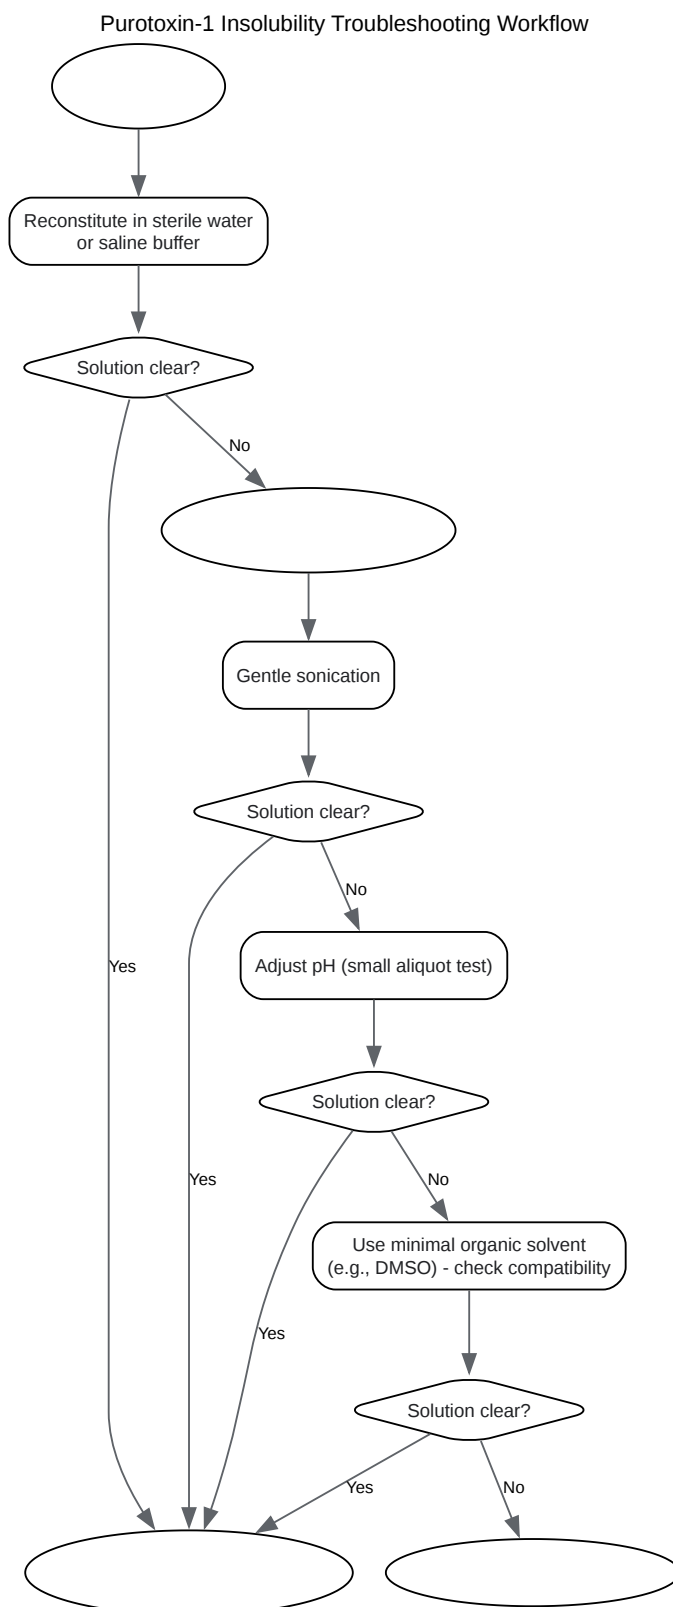 Purotoxin-1 Insolubility Troubleshooting Workflow
Reconstitute in sterile water
or saline buffer
Solution clear?
No
Gentle sonication
Solution clear?
No
Yes
Adjust pH (small aliquot test)
Solution clear?
Yes
No
Use minimal organic solvent
(e.g., DMSO) - check compatibility
Yes
Solution clear?
Yes
No